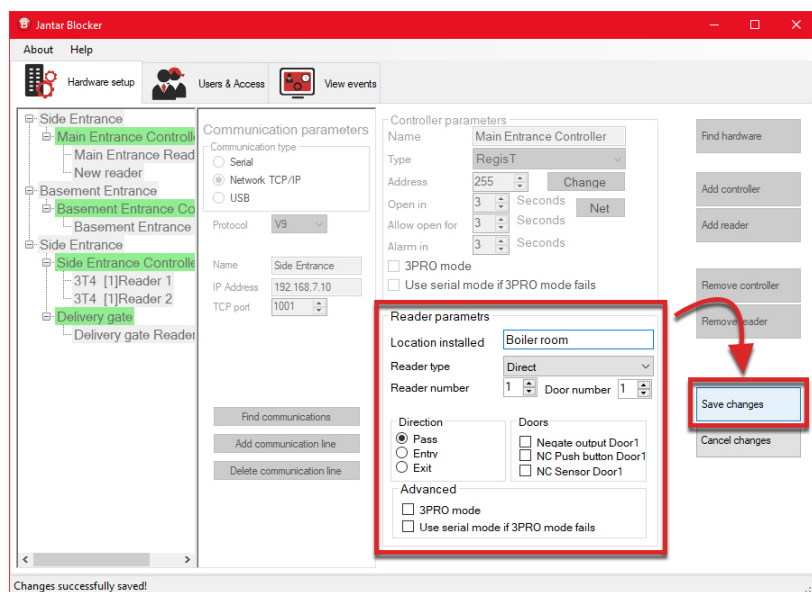 Jantar Blocker
About Help
Hardware setup
Users & Access
View events
Side Entrance
Main Entrance Controlle
Main Entrance Read
New reader
Basement Entrance
Basement Entrance Co
Basement Entrance
Side Entrance
Side Entrance Controlle
3T4 [1]Reader 1
3T4 [1]Reader 2
Delivery gate
Delivery gate Reader
Communication parameters
Communication type
Serial
Network TCP/IP
USB
Protocol V9
Name Side Entrance
IP Address 192.168.7.10
TCP port 1001
Find communications
Add communication line
Delete communication line
Controller parameters
Name Main Entrance Controller
Type RegisT
Address 255 Change
Open in 3 Seconds Net
Allow open for 3 Seconds
Alarm in 3 Seconds
3PRO mode
Use serial mode if 3PRO mode fails
Reader parametrs
Location installed Boiler room
Reader type Direct
Reader number 1 Door number 1
Direction
Pass
Entry
Exit
Doors
Negate output Door1
NC Push button Door1
NC Sensor Door1
Advanced
3PRO mode
Use serial mode if 3PRO mode fails
Find hardware
Add controller
Add reader
Remove controller
Remove reader
Save changes
Cancel changes
Changes successfully saved!